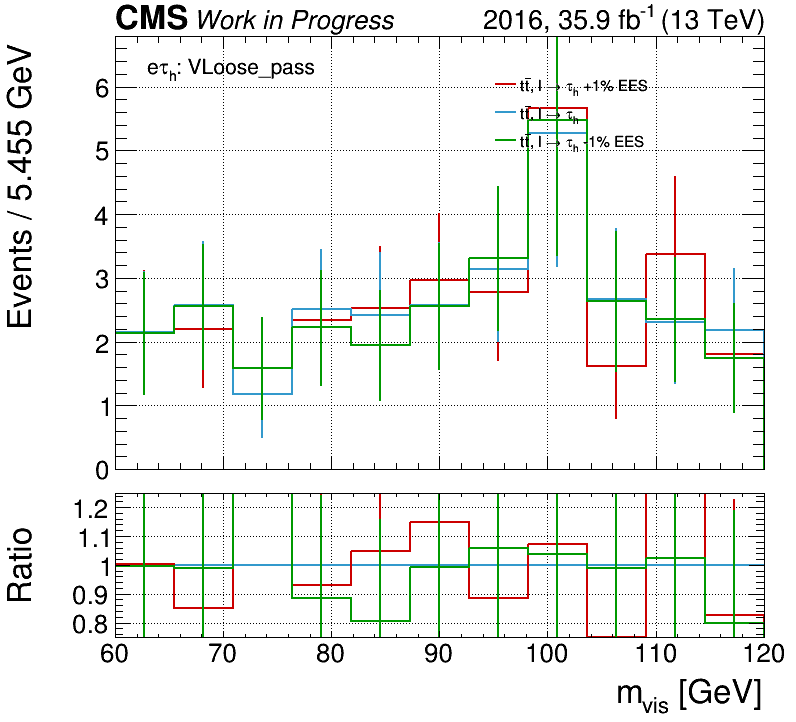 CMS Work in Progress 2016, 35.9 fb⁻¹ (13 TeV)
eτₕ: VLoose_pass
tt̄, l → τₕ +1% EES
tt̄, l → τₕ
tt̄, l → τₕ -1% EES
Events / 5.455 GeV
6
5
4
3
2
1
0
Ratio
1.2
1.1
1
0.9
0.8
60 70 80 90 100 110 120
m_vis [GeV]